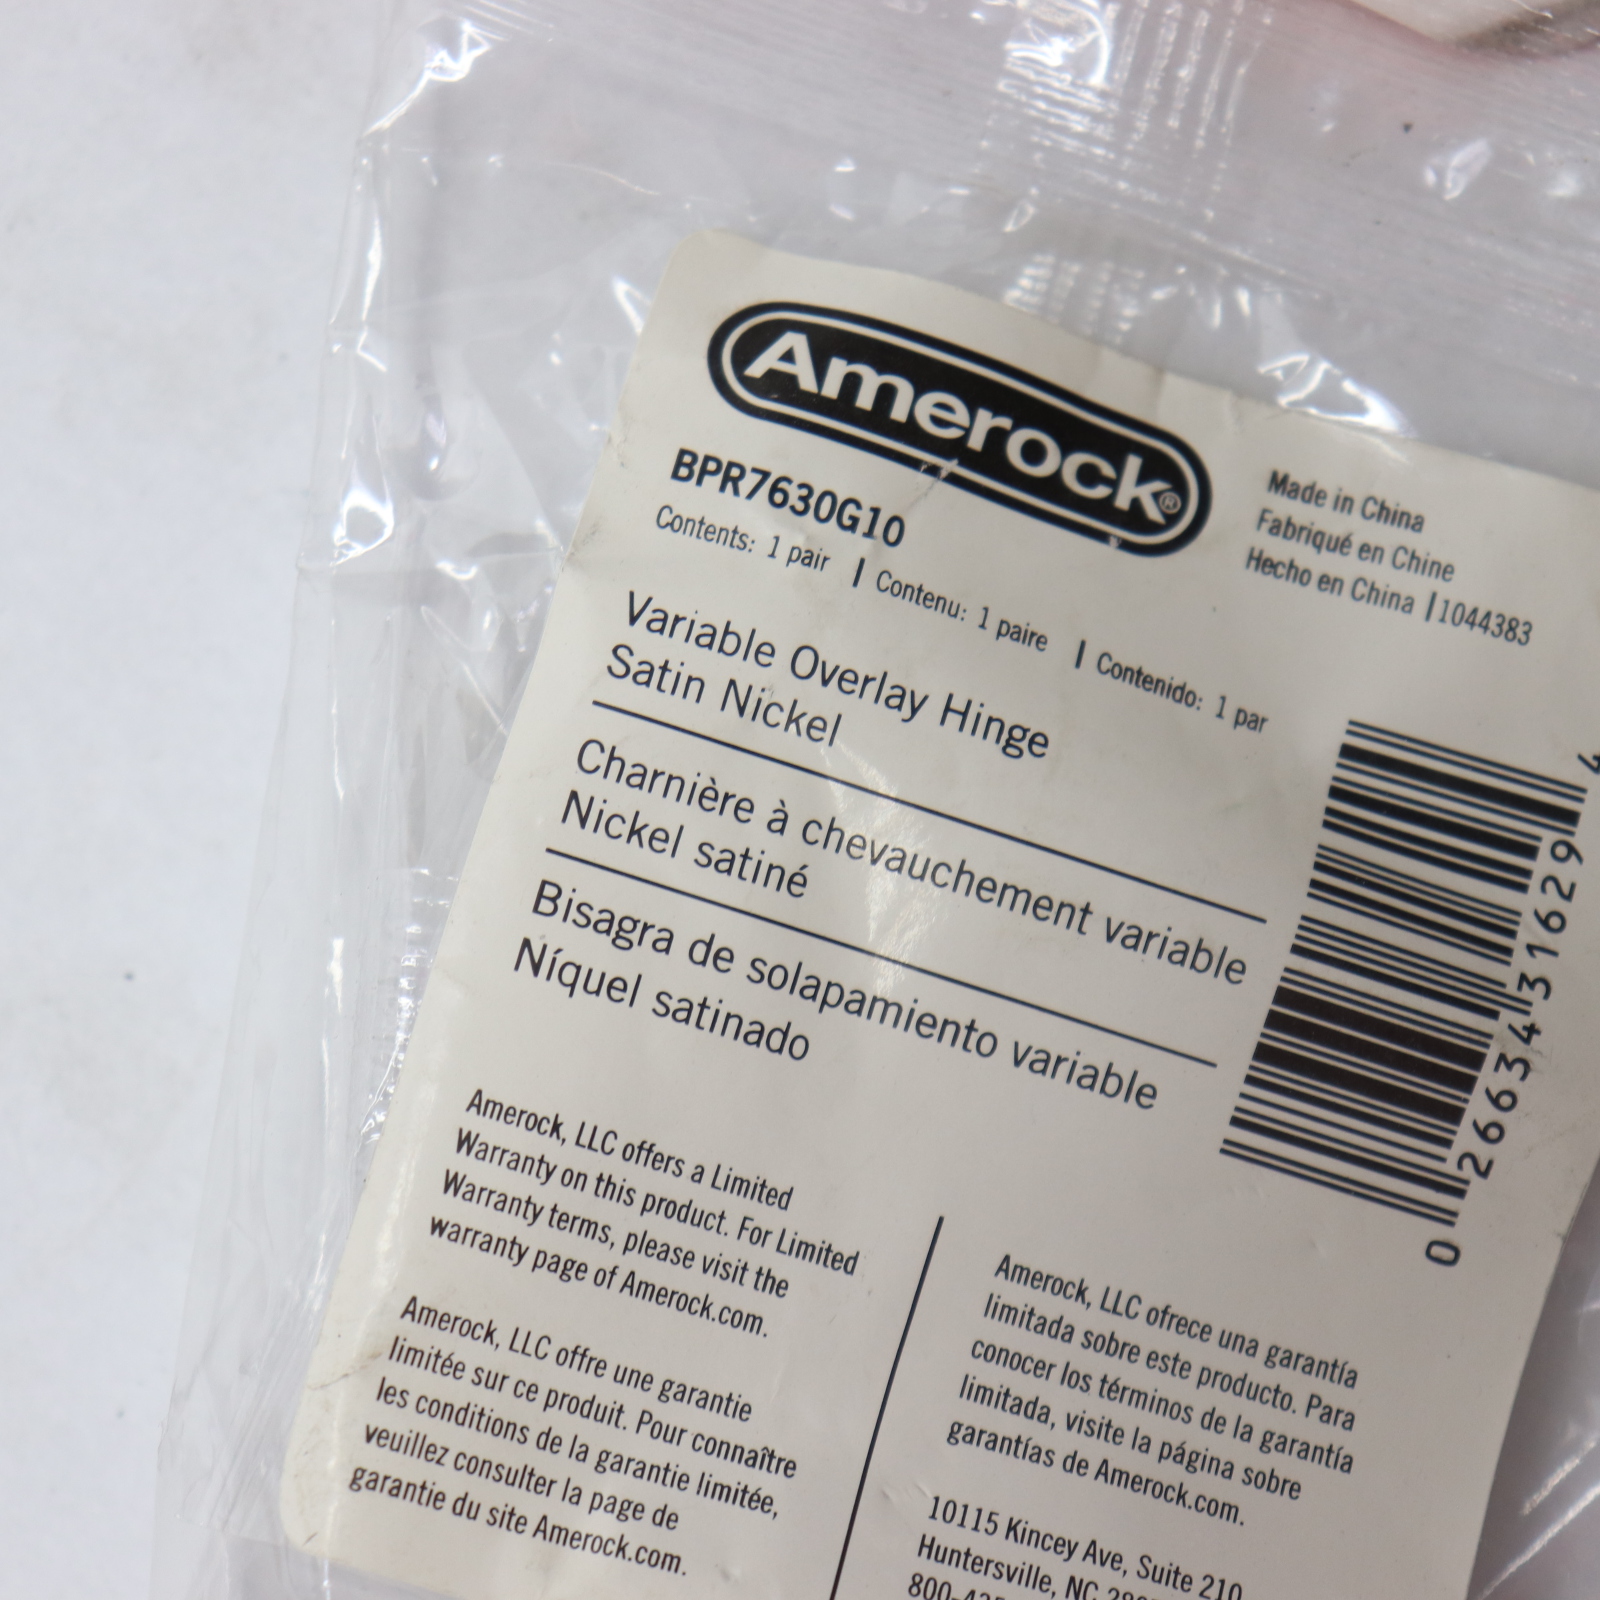 Amerock®
BPR7630G10
Contents: 1 pair | Contenu: 1 paire | Contenido: 1 par
Made in China
Fabriqué en Chine
Hecho en China | 1044383
Variable Overlay Hinge
Satin Nickel
Charnière à chevauchement variable
Nickel satiné
Bisagra de solapamiento variable
Níquel satinado
0 26634 31629 4
Amerock, LLC offers a Limited
Warranty on this product. For Limited
Warranty terms, please visit the
warranty page of Amerock.com.
Amerock, LLC offre une garantie
limitée sur ce produit. Pour connaître
les conditions de la garantie limitée,
veuillez consulter la page de
garantie du site Amerock.com.
Amerock, LLC ofrece una garantía
limitada sobre este producto. Para
conocer los términos de la garantía
limitada, visite la página sobre
garantías de Amerock.com.
10115 Kincey Ave, Suite 210
Huntersville, NC
800-